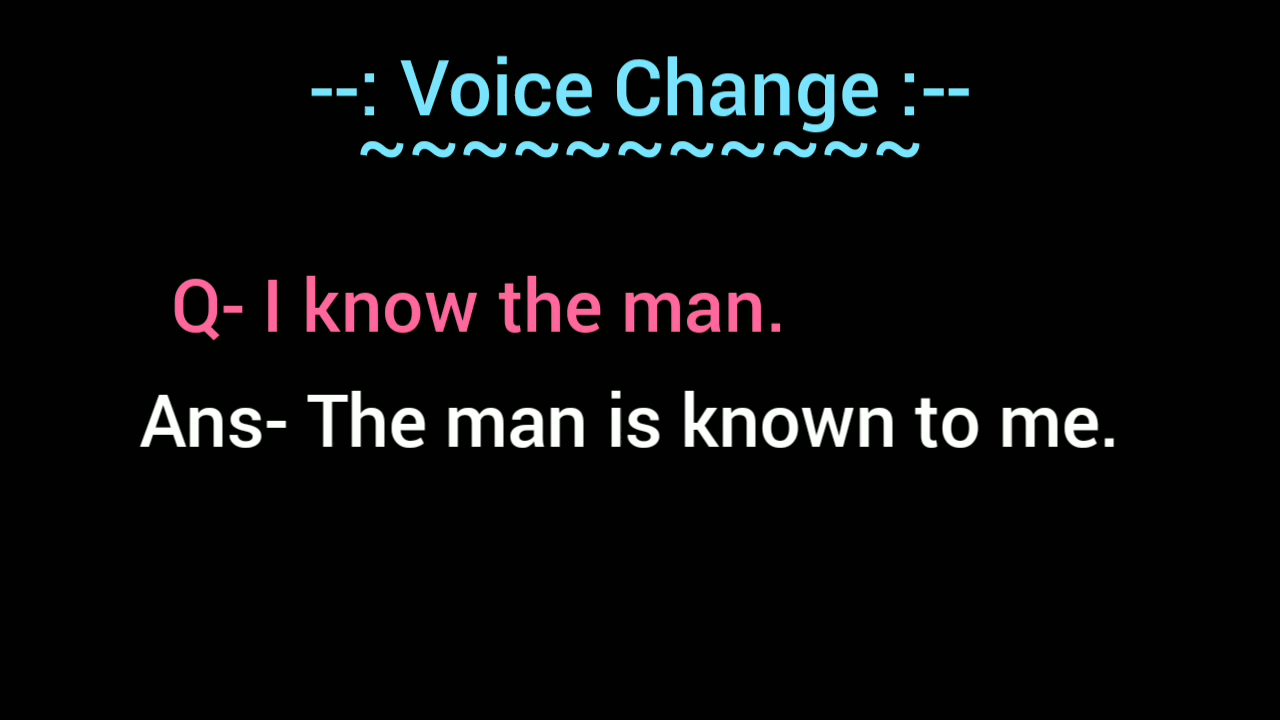 --: Voice Change :--
~~~~~~~~~~~
Q- I know the man.
Ans- The man is known to me.